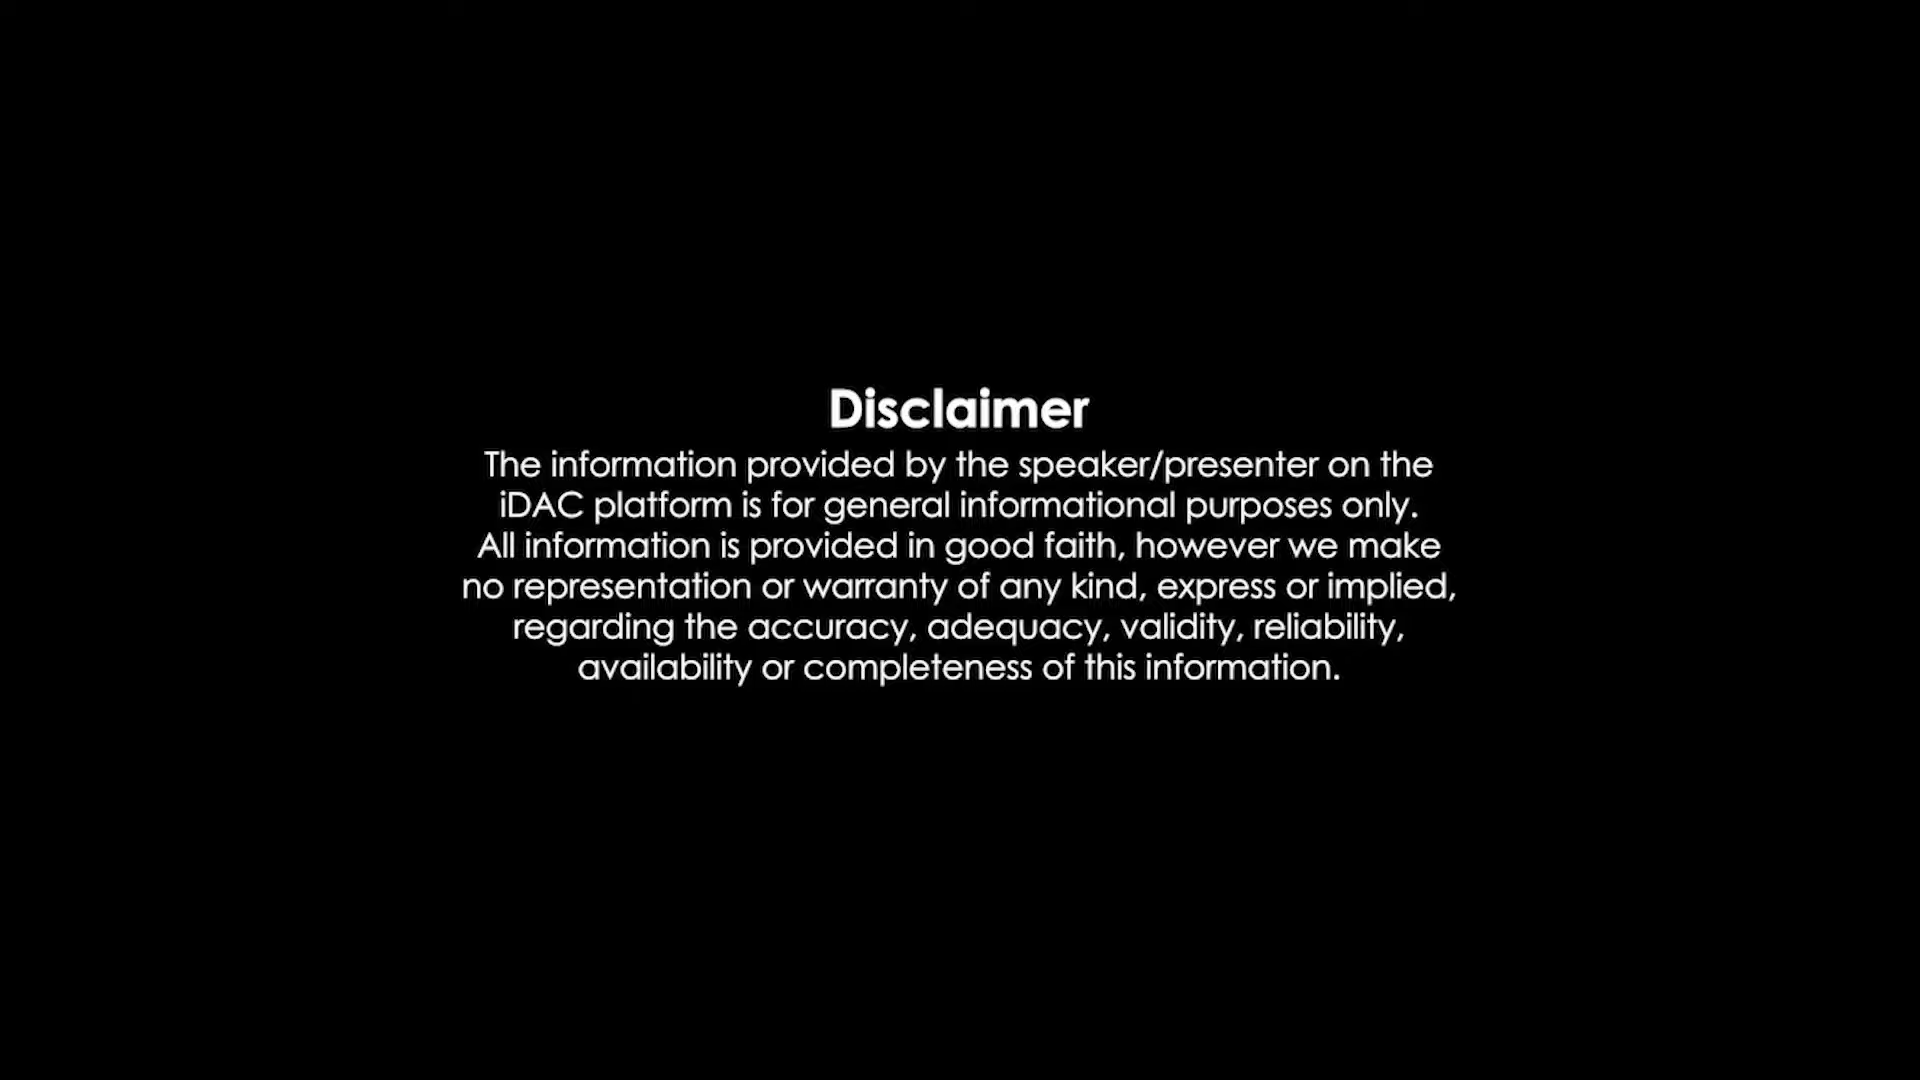 Disclaimer
The information provided by the speaker/presenter on the
iDAC platform is for general informational purposes only.
All information is provided in good faith, however we make
no representation or warranty of any kind, express or implied,
regarding the accuracy, adequacy, validity, reliability,
availability or completeness of this information.